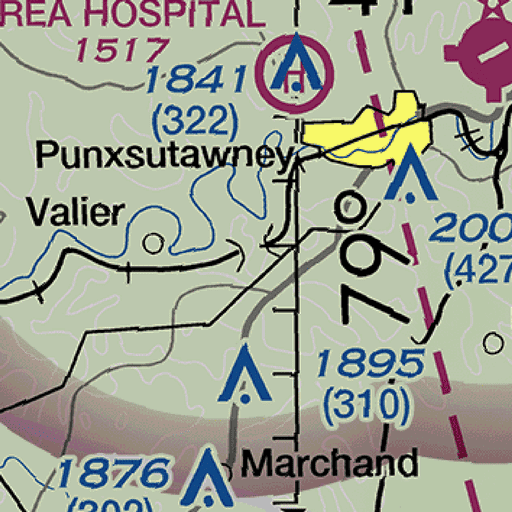 REA HOSPITAL
1517
1841
(322)
H
Punxsutawney
Valier
200
(427
79°
1895
(310)
Marchand
1876